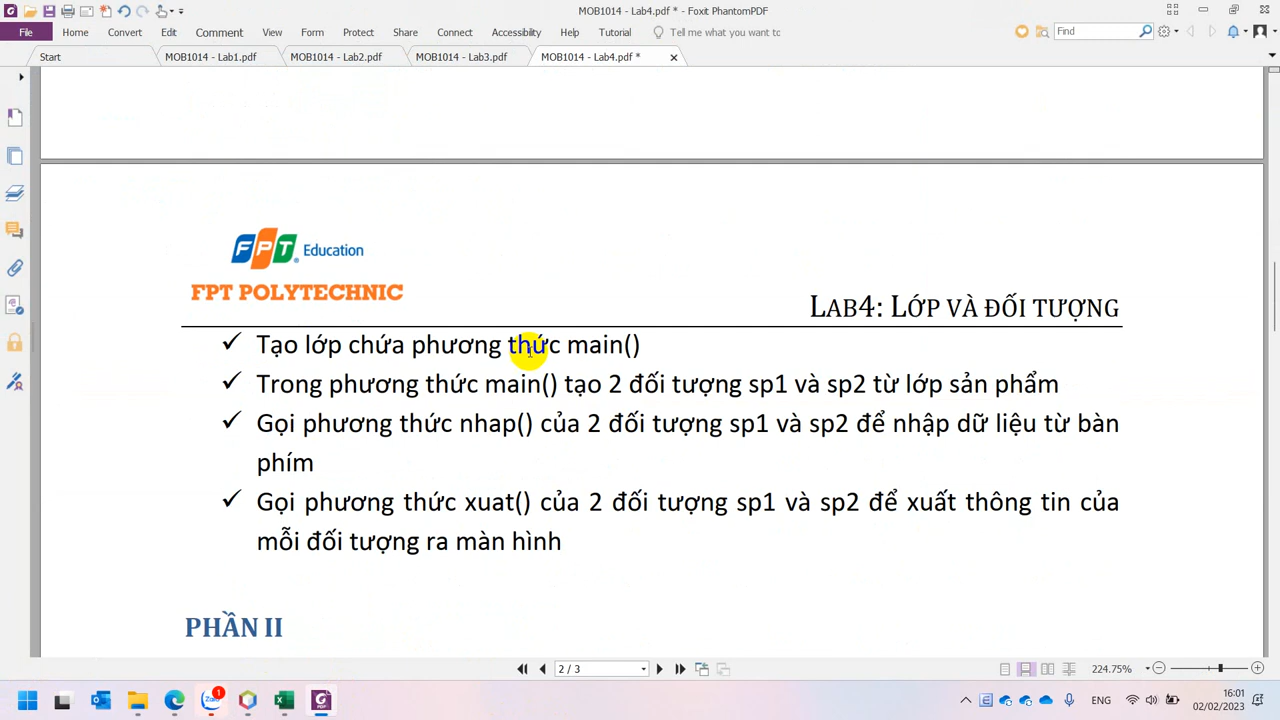 MOB1014 - Lab4.pdf * - Foxit PhantomPDF
File Home Convert Edit Comment View Form Protect Share Connect Accessibility Help Tutorial Tell me what you want to Find
Start MOB1014 - Lab1.pdf MOB1014 - Lab2.pdf MOB1014 - Lab3.pdf MOB1014 - Lab4.pdf *
FPT Education
FPT POLYTECHNIC
LAB4: LỚP VÀ ĐỐI TƯỢNG
Tạo lớp chứa phương thức main()
Trong phương thức main() tạo 2 đối tượng sp1 và sp2 từ lớp sản phẩm
Gọi phương thức nhap() của 2 đối tượng sp1 và sp2 để nhập dữ liệu từ bàn
phím
Gọi phương thức xuat() của 2 đối tượng sp1 và sp2 để xuất thông tin của
mỗi đối tượng ra màn hình
PHẦN II
2 / 3 224.75%
Zalo 1 PDF ENG 16:01
02/02/2023